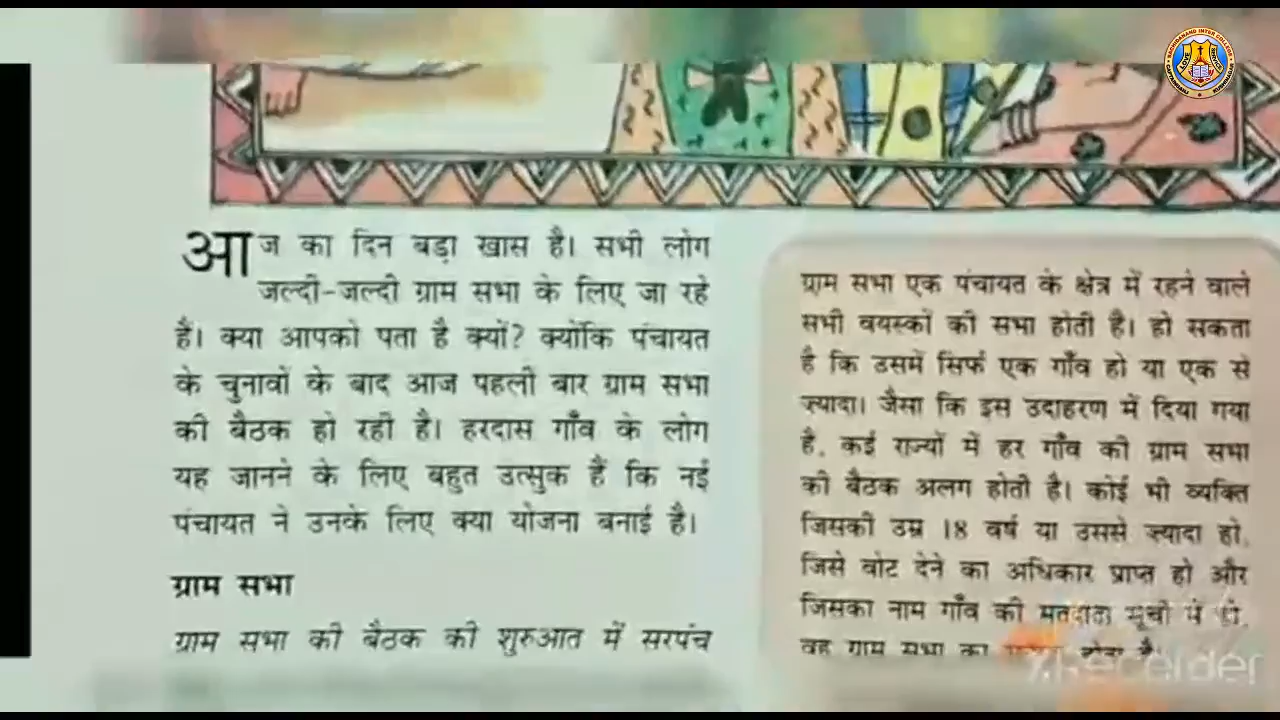 आज का दिन बड़ा खास है। सभी लोग
जल्दी-जल्दी ग्राम सभा के लिए जा रहे
हैं। क्या आपको पता है क्यों? क्योंकि पंचायत
के चुनावों के बाद आज पहली बार ग्राम सभा
की बैठक हो रही है। हरदास गाँव के लोग
यह जानने के लिए बहुत उत्सुक हैं कि नई
पंचायत ने उनके लिए क्या योजना बनाई है।
ग्राम सभा
ग्राम सभा की बैठक की शुरुआत में सरपंच
ग्राम सभा एक पंचायत के क्षेत्र में रहने वाले
सभी वयस्कों की सभा होती है। हो सकता
है कि उसमें सिर्फ एक गाँव हो या एक से
ज़्यादा। जैसा कि इस उदाहरण में दिया गया
है, कई राज्यों में हर गाँव की ग्राम सभा
की बैठक अलग होती है। कोई भी व्यक्ति
जिसकी उम्र 18 वर्ष या उससे ज़्यादा हो,
जिसे वोट देने का अधिकार प्राप्त हो और
जिसका नाम गाँव की मतदाता सूची में हो,
वह ग्राम सभा का होता है।